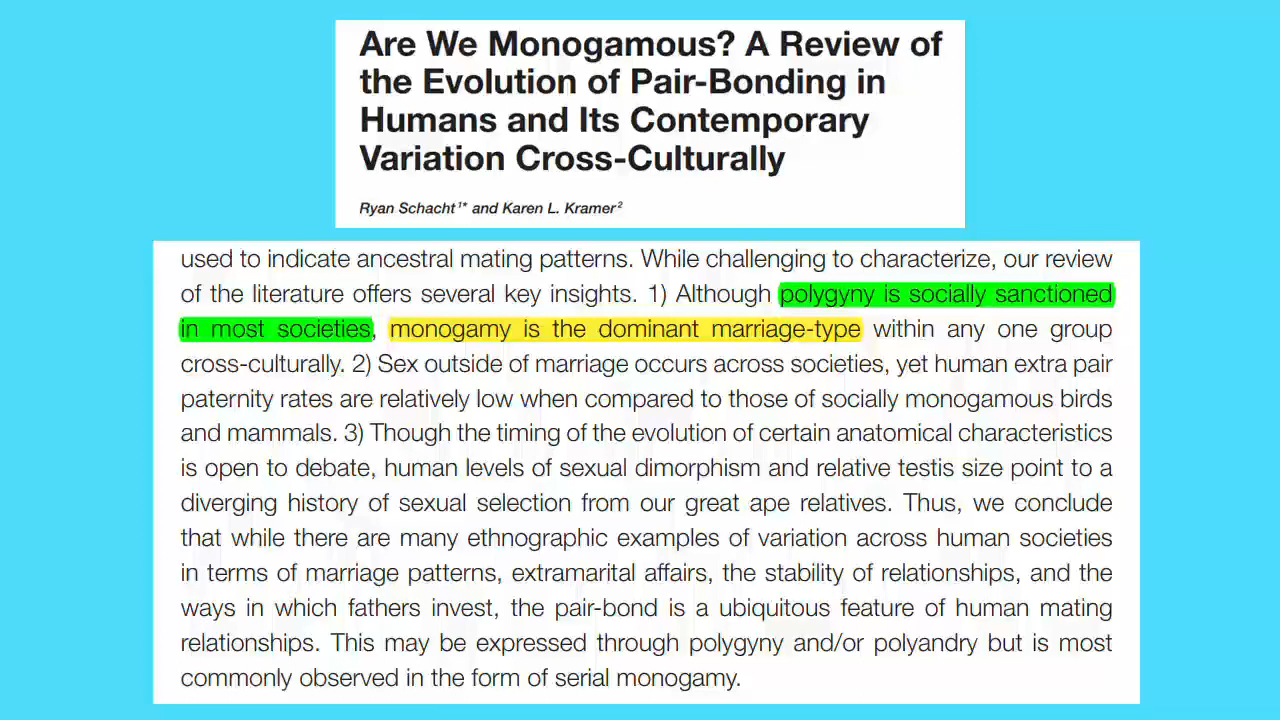 Are We Monogamous? A Review of
the Evolution of Pair-Bonding in
Humans and Its Contemporary
Variation Cross-Culturally
Ryan Schacht¹* and Karen L. Kramer²
used to indicate ancestral mating patterns. While challenging to characterize, our review
of the literature offers several key insights. 1) Although polygyny is socially sanctioned
in most societies, monogamy is the dominant marriage-type within any one group
cross-culturally. 2) Sex outside of marriage occurs across societies, yet human extra pair
paternity rates are relatively low when compared to those of socially monogamous birds
and mammals. 3) Though the timing of the evolution of certain anatomical characteristics
is open to debate, human levels of sexual dimorphism and relative testis size point to a
diverging history of sexual selection from our great ape relatives. Thus, we conclude
that while there are many ethnographic examples of variation across human societies
in terms of marriage patterns, extramarital affairs, the stability of relationships, and the
ways in which fathers invest, the pair-bond is a ubiquitous feature of human mating
relationships. This may be expressed through polygyny and/or polyandry but is most
commonly observed in the form of serial monogamy.